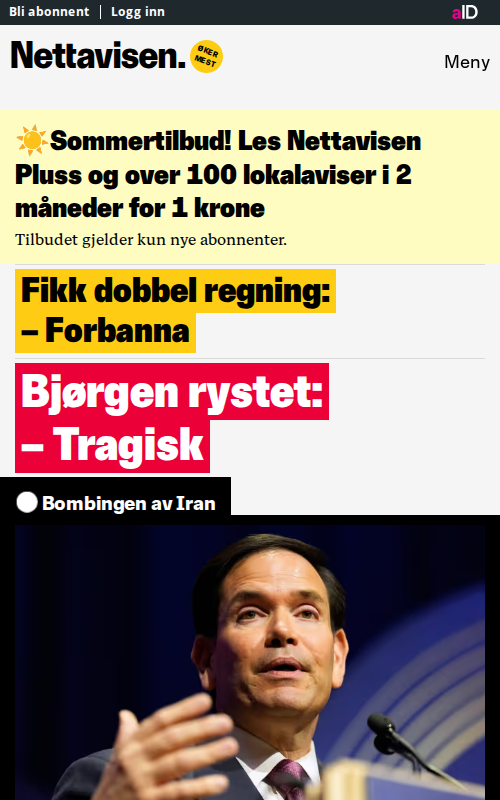 Bli abonnent | Logg inn
aID
Nettavisen.
ØKER
MEST
Meny
☀️Sommertilbud! Les Nettavisen
Pluss og over 100 lokalaviser i 2
måneder for 1 krone
Tilbudet gjelder kun nye abonnenter.
Fikk dobbel regning:
– Forbanna
Bjørgen rystet:
– Tragisk
Bombingen av Iran